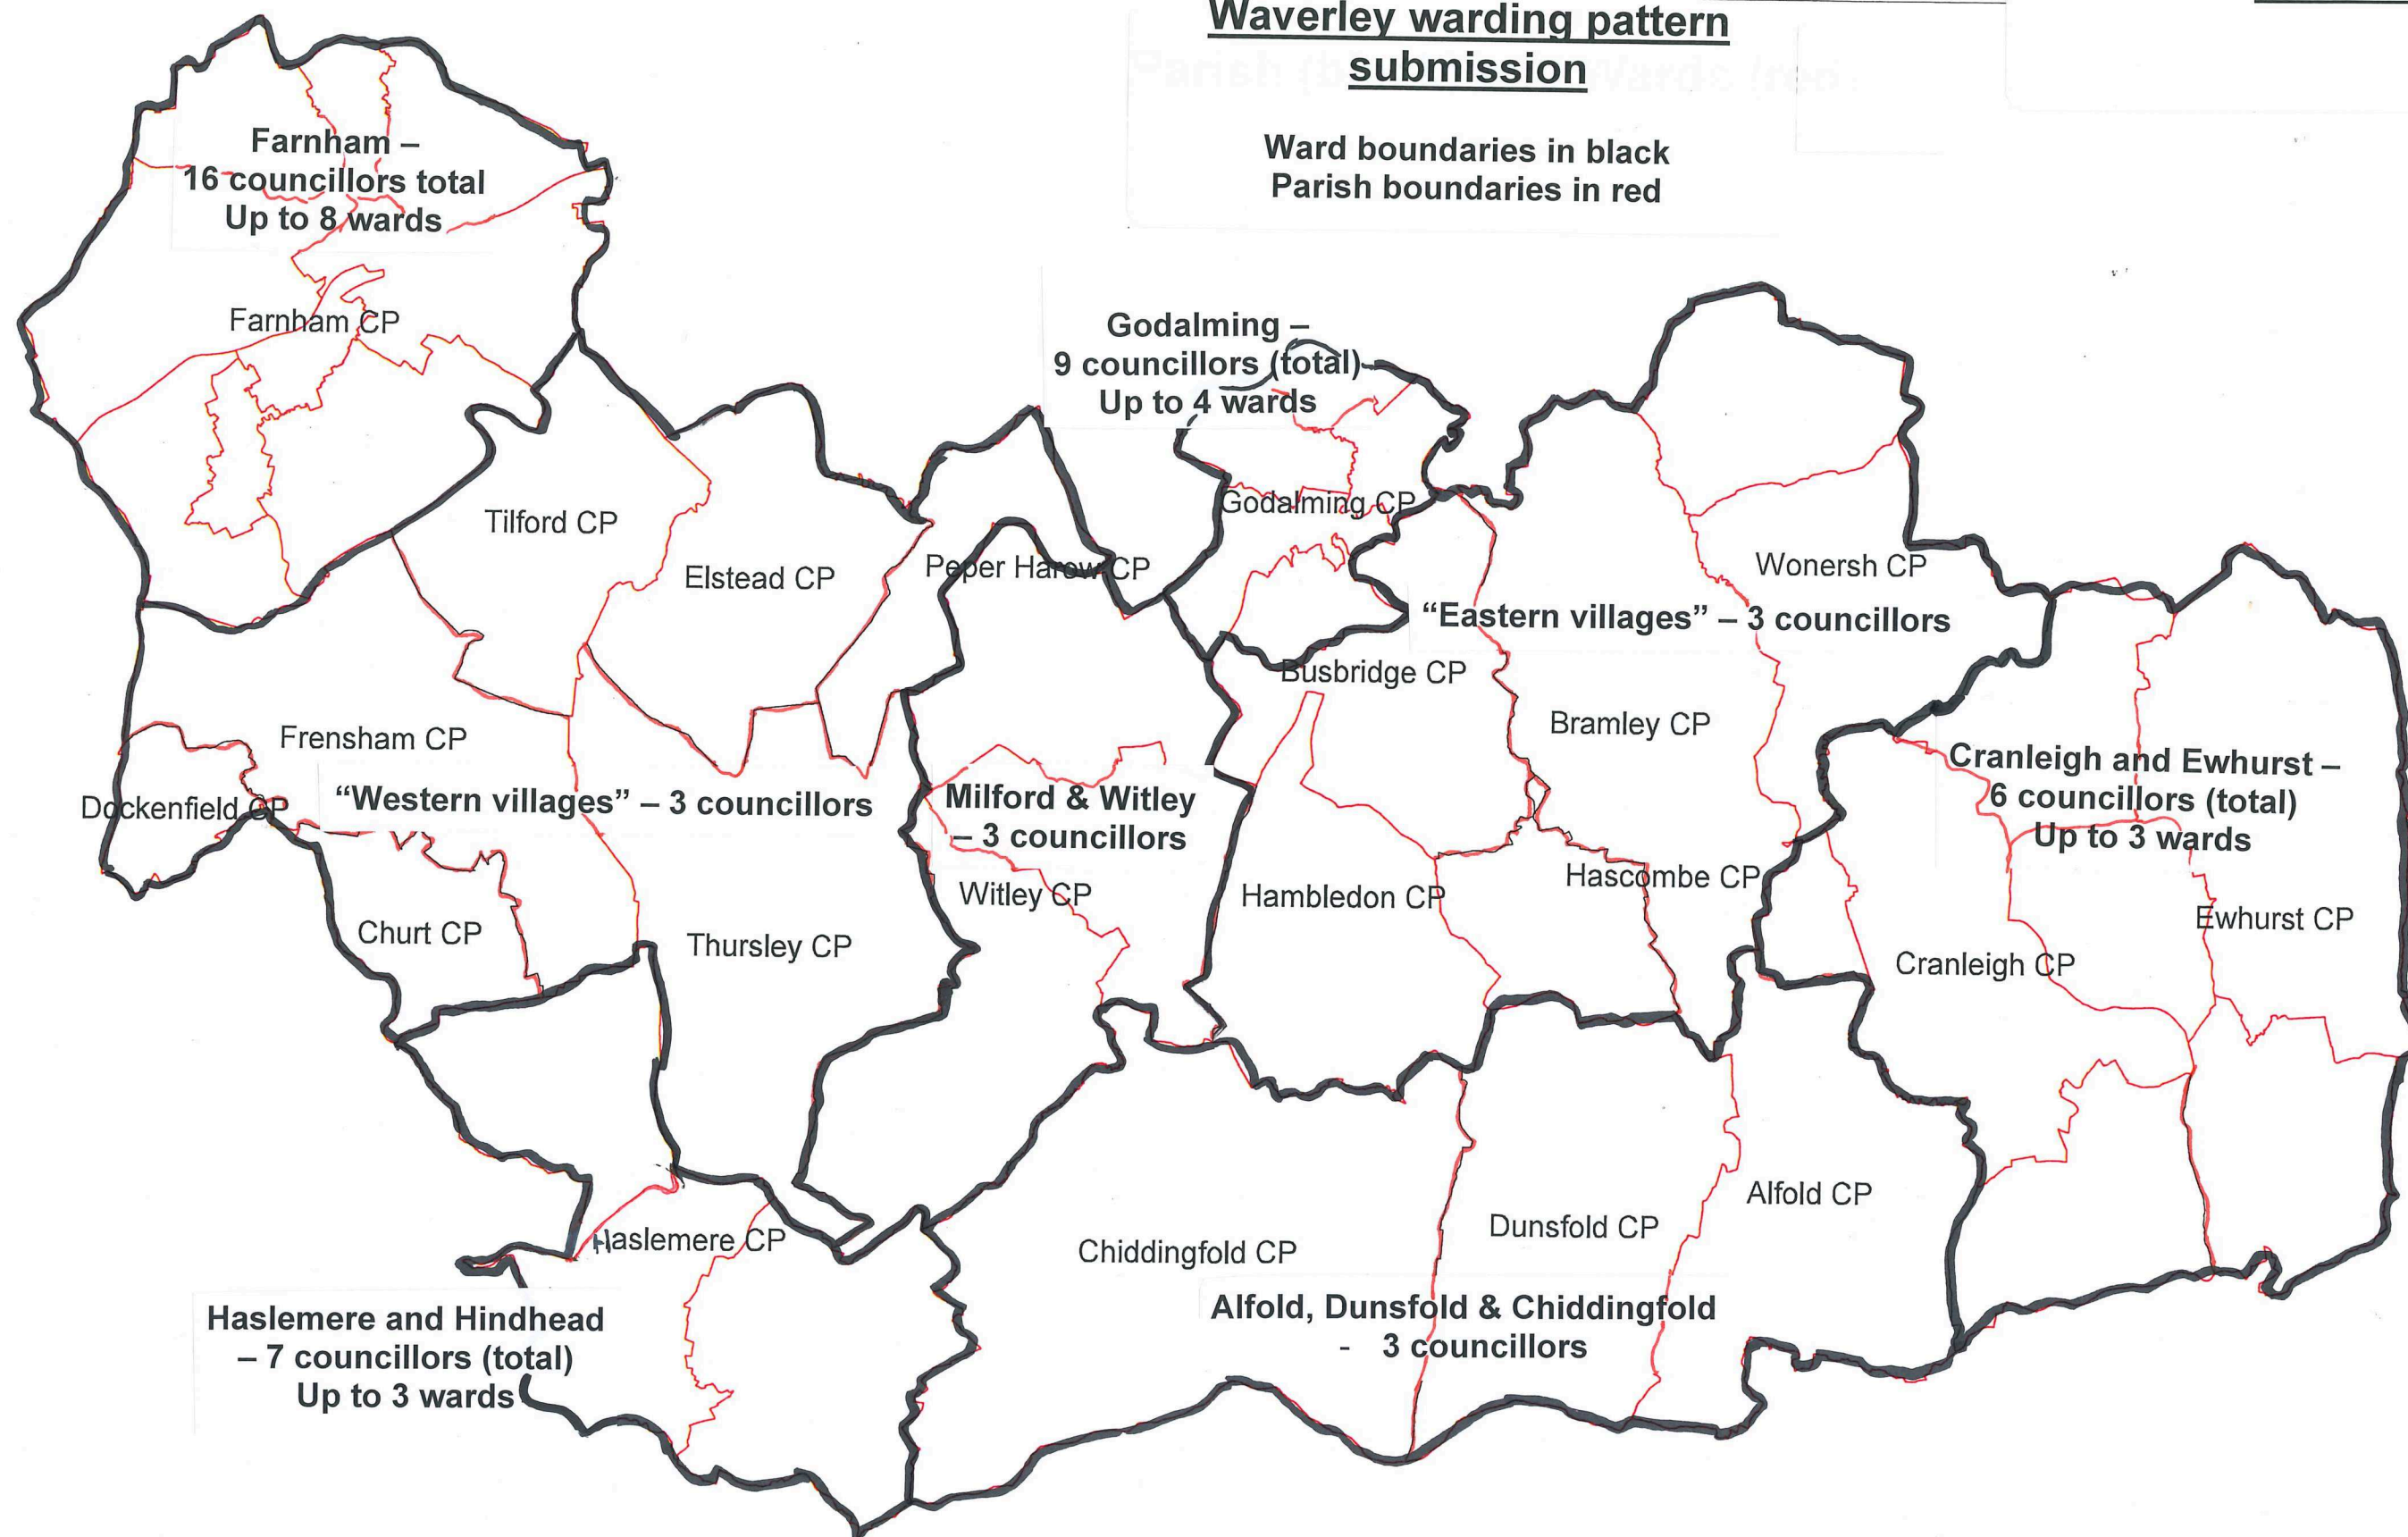 Waverley warding pattern
submission
Ward boundaries in black
Parish boundaries in red
Farnham –
16 councillors total
Up to 8 wards
Farnham CP
Godalming –
9 councillors (total)
Up to 4 wards
Godalming CP
Tilford CP
Elstead CP
Peper Harow CP
Wonersh CP
"Eastern villages" – 3 councillors
Busbridge CP
Bramley CP
Frensham CP
Dockenfield CP
"Western villages" – 3 councillors
Milford & Witley
– 3 councillors
Witley CP
Cranleigh and Ewhurst –
6 councillors (total)
Up to 3 wards
Hambledon CP
Hascombe CP
Ewhurst CP
Churt CP
Thursley CP
Cranleigh CP
Alfold CP
Dunsfold CP
Haslemere CP
Chiddingfold CP
Haslemere and Hindhead
– 7 councillors (total)
Up to 3 wards
Alfold, Dunsfold & Chiddingfold
- 3 councillors